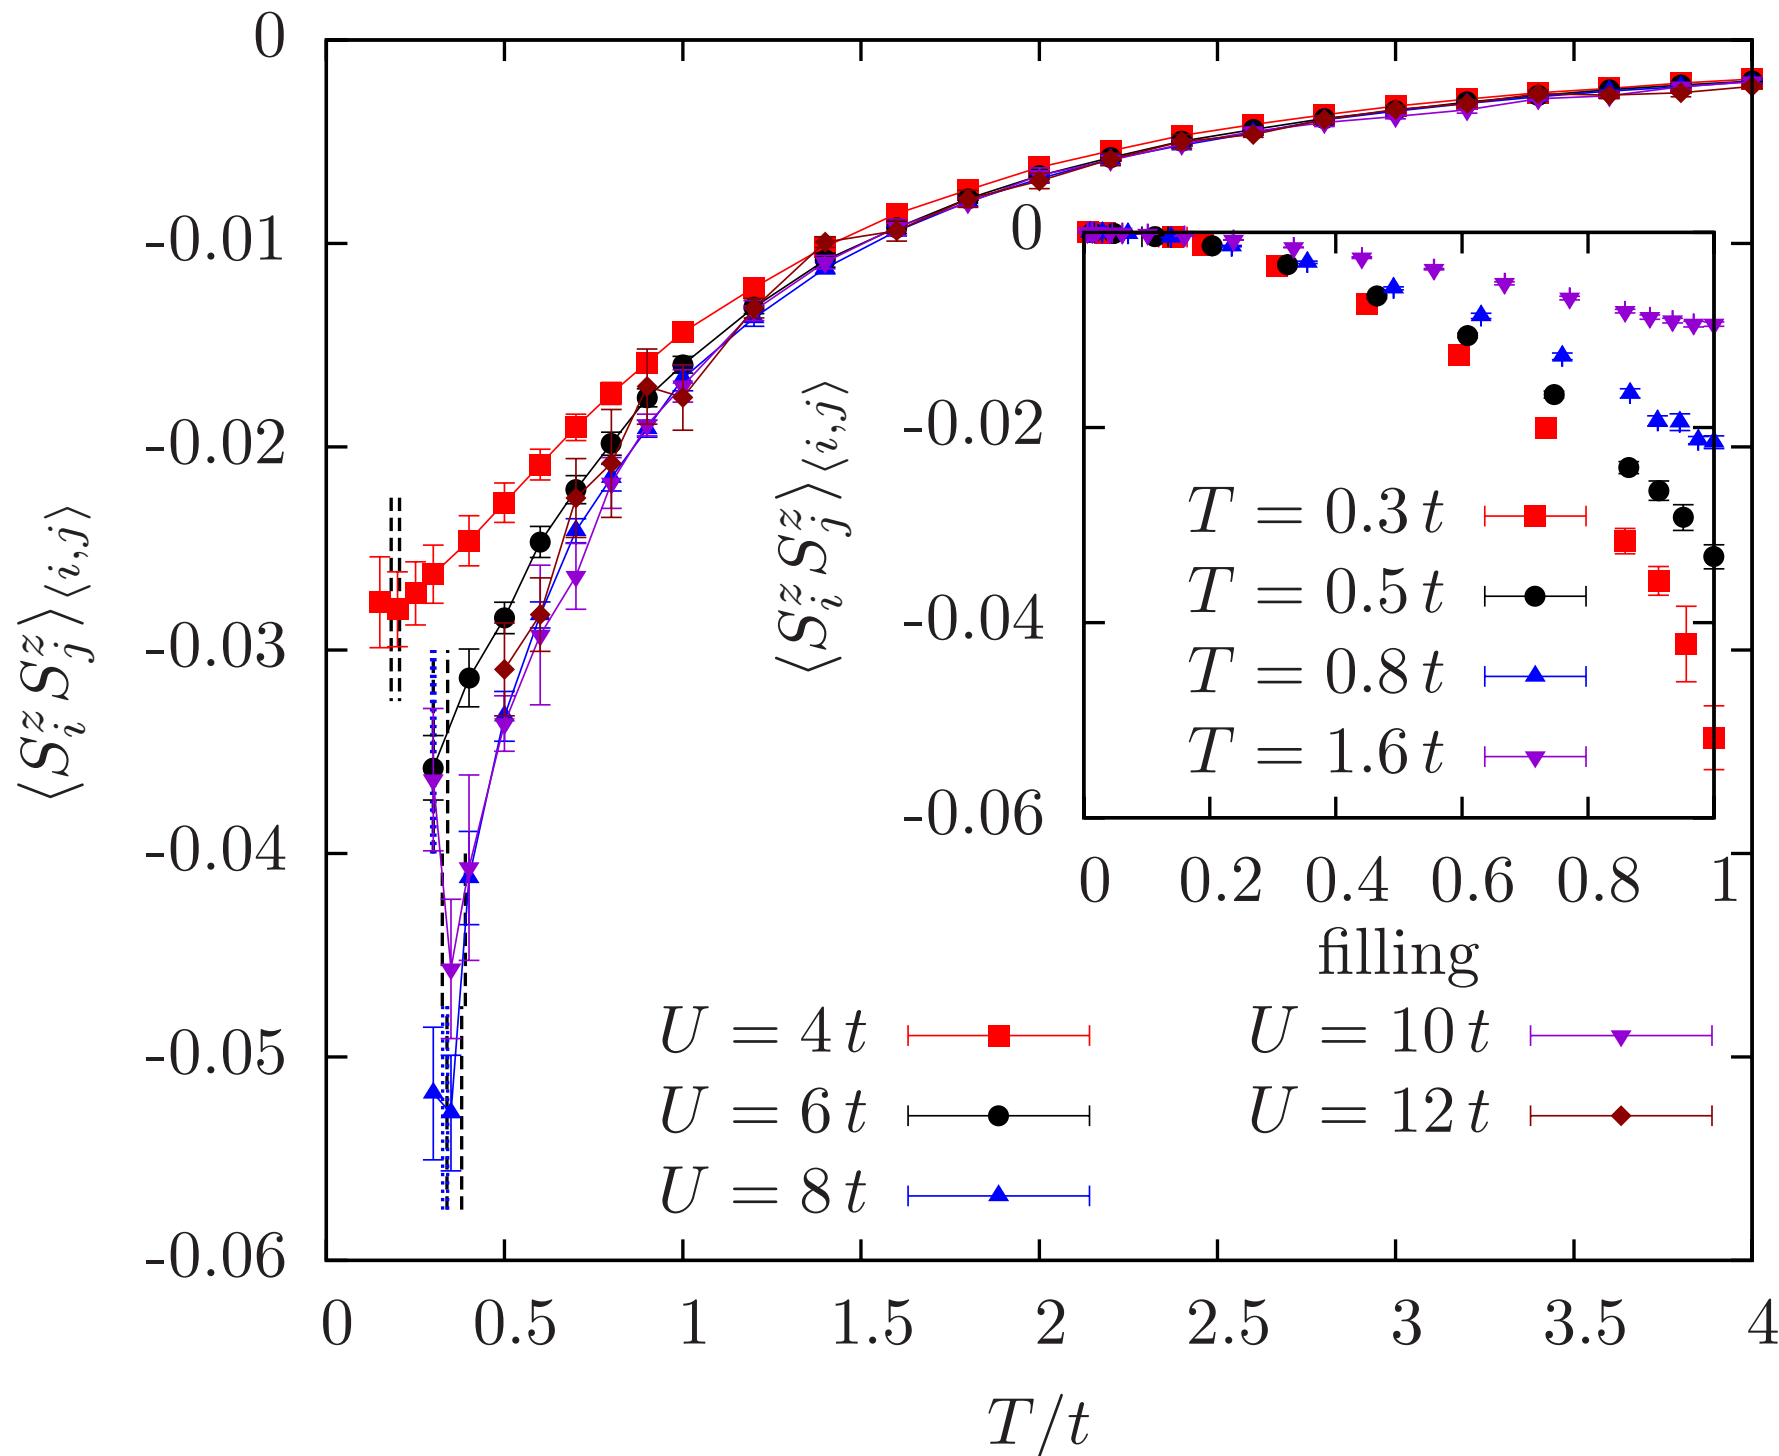 0
-0.01
-0.02
-0.03
-0.04
-0.05
-0.06
⟨S_i^z S_j^z⟩_⟨i,j⟩
0
-0.02
-0.04
-0.06
⟨S_i^z S_j^z⟩_⟨i,j⟩
T = 0.3 t
T = 0.5 t
T = 0.8 t
T = 1.6 t
0 0.2 0.4 0.6 0.8 1
filling
U = 4 t
U = 6 t
U = 8 t
U = 10 t
U = 12 t
0 0.5 1 1.5 2 2.5 3 3.5 4
T/t